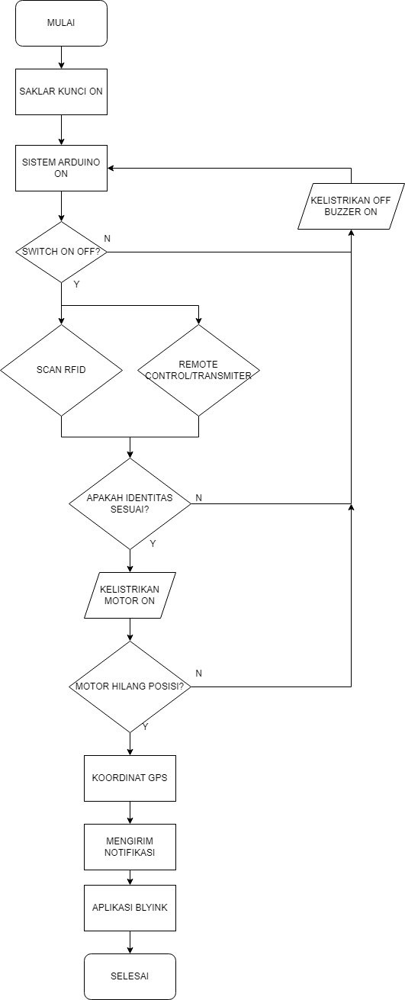 MULAI
SAKLAR KUNCI ON
SISTEM ARDUINO
ON
KELISTRIKAN OFF
BUZZER ON
N
SWITCH ON OFF?
Y
SCAN RFID
REMOTE
CONTROL/TRANSMITER
APAKAH IDENTITAS
SESUAI?
N
Y
KELISTRIKAN
MOTOR ON
N
MOTOR HILANG POSISI?
Y
KOORDINAT GPS
MENGIRIM
NOTIFIKASI
APLIKASI BLYINK
SELESAI